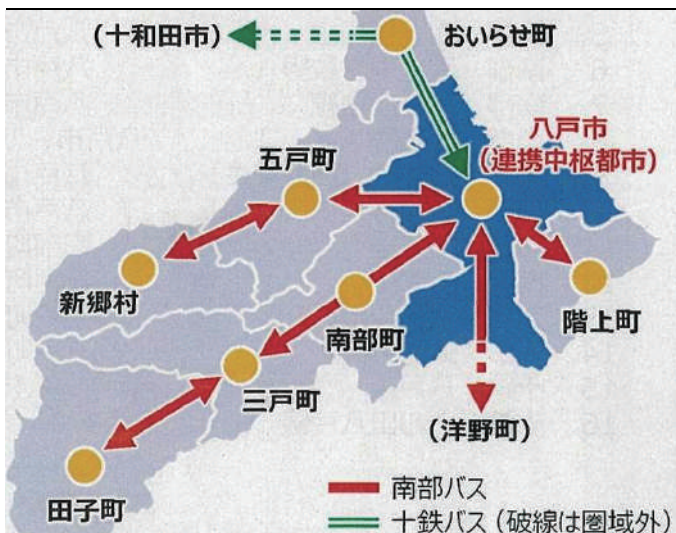 (十和田市)
おいらせ町
八戸市
(連携中枢都市)
五戸町
新郷村
南部町
階上町
三戸町
(洋野町)
田子町
南部バス
十鉄バス(破線は圏域外)